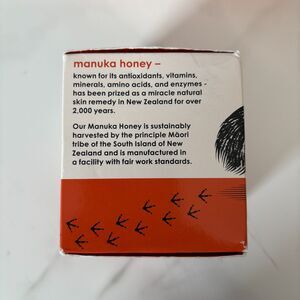 manuka honey –
known for its antioxidants, vitamins,
minerals, amino acids, and enzymes -
has been prized as a miracle natural
skin remedy in New Zealand for over
2,000 years.
Our Manuka Honey is sustainably
harvested by the principle Māori
tribe of the South Island of New
Zealand and is manufactured in
a facility with fair work standards.